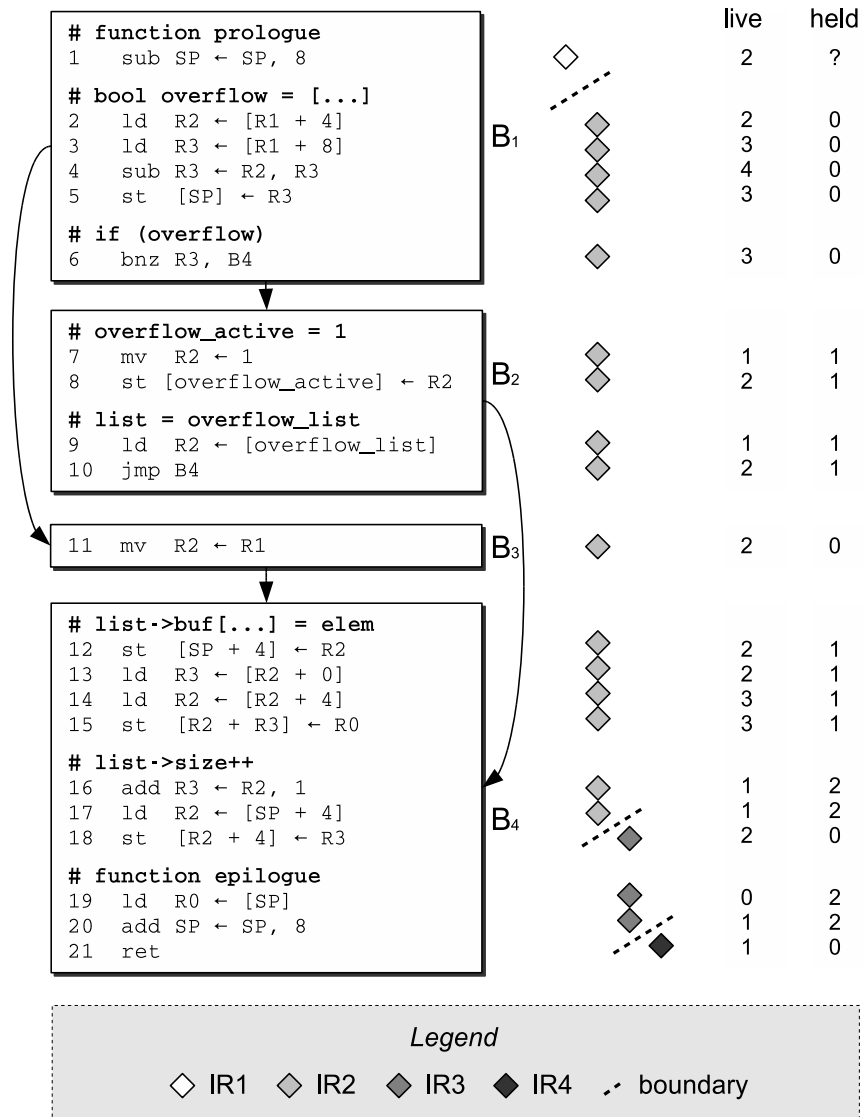 live held
# function prologue
1 sub SP ← SP, 8 2 ?
# bool overflow = [...]
2 ld R2 ← [R1 + 4] 2 0
3 ld R3 ← [R1 + 8] 3 0
4 sub R3 ← R2, R3 4 0
5 st [SP] ← R3 3 0
B1
# if (overflow)
6 bnz R3, B4 3 0
# overflow_active = 1
7 mv R2 ← 1 1 1
8 st [overflow_active] ← R2 2 1
B2
# list = overflow_list
9 ld R2 ← [overflow_list] 1 1
10 jmp B4 2 1
11 mv R2 ← R1 B3 2 0
# list->buf[...] = elem
12 st [SP + 4] ← R2 2 1
13 ld R3 ← [R2 + 0] 2 1
14 ld R2 ← [R2 + 4] 3 1
15 st [R2 + R3] ← R0 3 1
# list->size++
16 add R3 ← R2, 1 1 2
17 ld R2 ← [SP + 4] 1 2
18 st [R2 + 4] ← R3 2 0
B4
# function epilogue
19 ld R0 ← [SP] 0 2
20 add SP ← SP, 8 1 2
21 ret 1 0
Legend
IR1 IR2 IR3 IR4 boundary